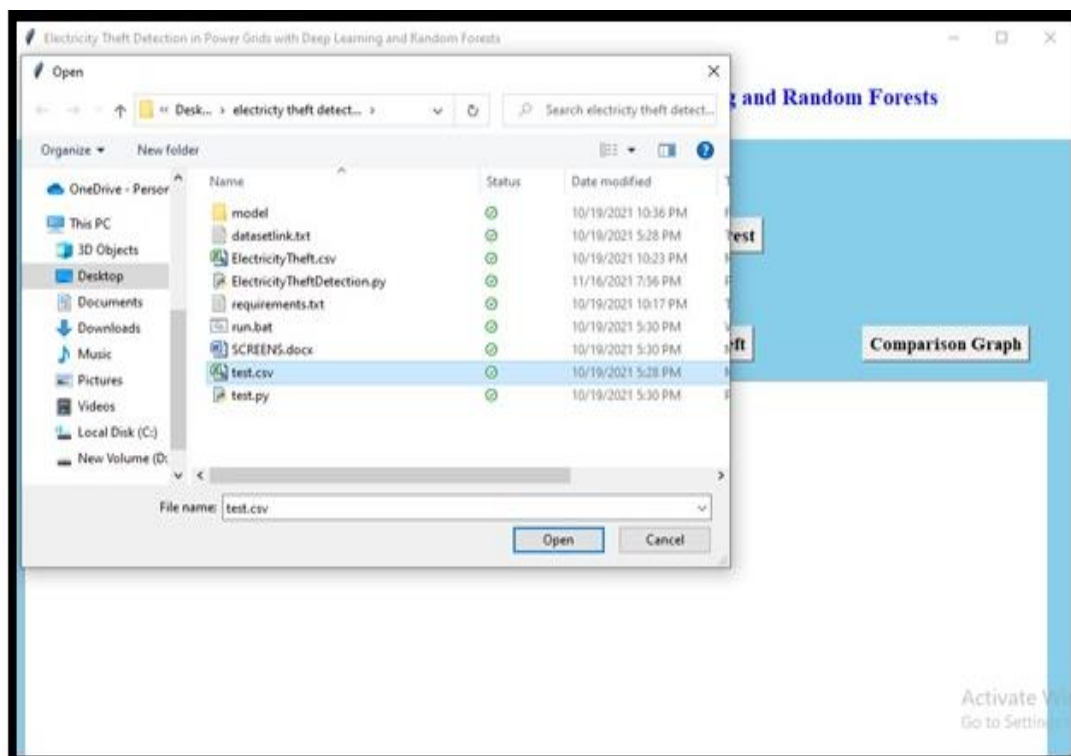 Electricity Theft Detection in Power Grids with Deep Learning and Random Forests
Open
g and Random Forests
« Desk... › electricty theft detect... ›
Search electricty theft detect...
Organize
New folder
Name
Status
Date modified
OneDrive - Person
This PC
3D Objects
Desktop
Documents
Downloads
Music
Pictures
Videos
Local Disk (C:)
New Volume (D:
model 10/19/2021 10:36 PM
datasetlink.txt 10/19/2021 5:28 PM
ElectricityTheft.csv 10/19/2021 10:23 PM
ElectricityTheftDetection.py 11/16/2021 7:56 PM
requirements.txt 10/19/2021 10:17 PM
run.bat 10/19/2021 5:30 PM
SCREENS.docx 10/19/2021 5:30 PM
test.csv 10/19/2021 5:28 PM
test.py 10/19/2021 5:30 PM
est
ft
Comparison Graph
File name: test.csv
Open
Cancel
Activate Wi
Go to Setting